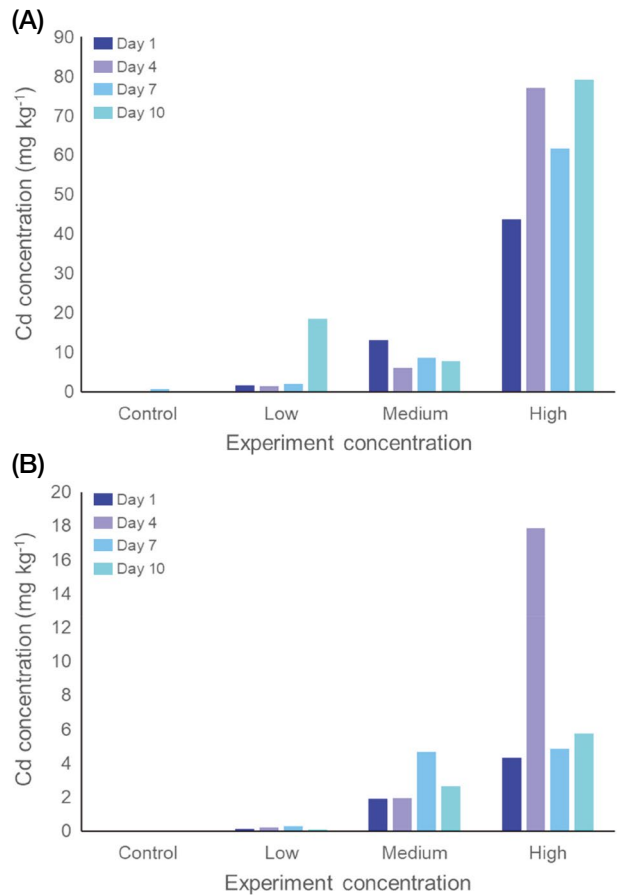 (A)
90
80
70
60
50
40
30
20
10
0
Cd concentration (mg kg⁻¹)
Day 1
Day 4
Day 7
Day 10
Control Low Medium High
Experiment concentration
(B)
20
18
16
14
12
10
8
6
4
2
0
Cd concentration (mg kg⁻¹)
Day 1
Day 4
Day 7
Day 10
Control Low Medium High
Experiment concentration